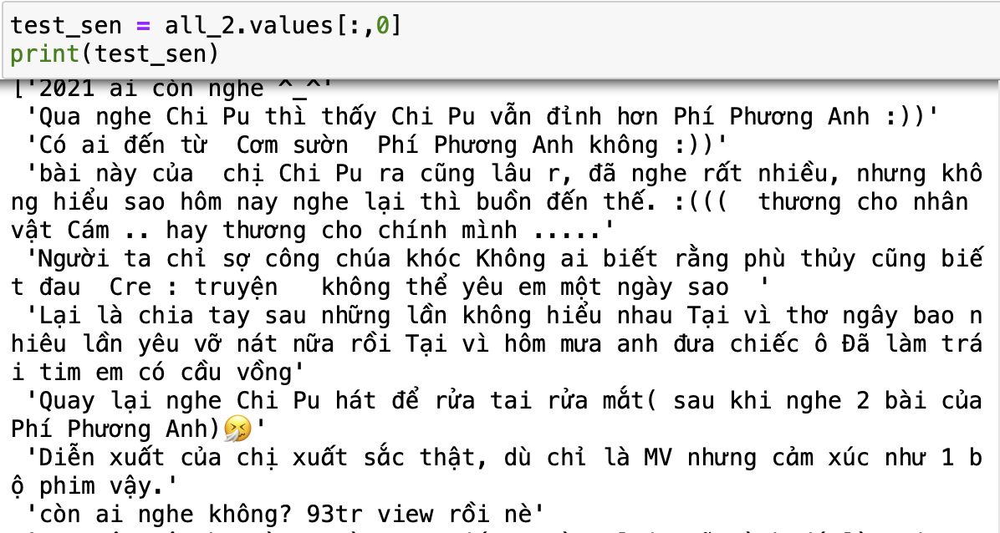 test_sen = all_2.values[:,0]
print(test_sen)
['2021 ai còn nghe ^_^'
'Qua nghe Chi Pu thì thấy Chi Pu vẫn đỉnh hơn Phí Phương Anh :))'
'Có ai đến từ  Cơm sườn  Phí Phương Anh không :))'
'bài này của  chị Chi Pu ra cũng lâu r, đã nghe rất nhiều, nhưng khô
ng hiểu sao hôm nay nghe lại thì buồn đến thế. :(((  thương cho nhân
vật Cám .. hay thương cho chính mình .....'
'Người ta chỉ sợ công chúa khóc Không ai biết rằng phù thủy cũng biế
t đau  Cre : truyện   không thể yêu em một ngày sao  '
'Lại là chia tay sau những lần không hiểu nhau Tại vì thơ ngây bao n
hiêu lần yêu vỡ nát nữa rồi Tại vì hôm mưa anh đưa chiếc ô Đã làm trá
i tim em có cầu vồng'
'Quay lại nghe Chi Pu hát để rửa tai rửa mắt( sau khi nghe 2 bài của
Phí Phương Anh)🤧'
'Diễn xuất của chị xuất sắc thật, dù chỉ là MV nhưng cảm xúc như 1 b
ộ phim vậy.'
'còn ai nghe không? 93tr view rồi nè'